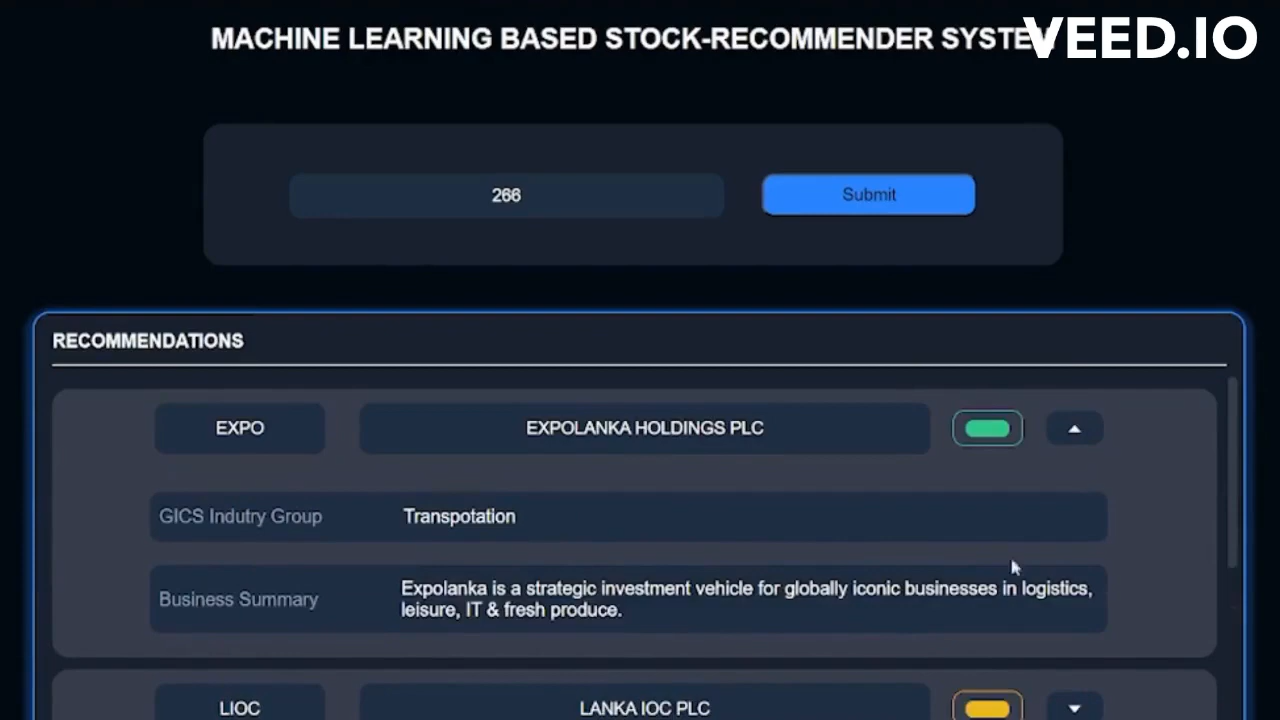 MACHINE LEARNING BASED STOCK-RECOMMENDER SYSTEM
VEED.IO
266
Submit
RECOMMENDATIONS
EXPO
EXPOLANKA HOLDINGS PLC
GICS Indutry Group
Transpotation
Business Summary
Expolanka is a strategic investment vehicle for globally iconic businesses in logistics,
leisure, IT & fresh produce.
LIOC
LANKA IOC PLC